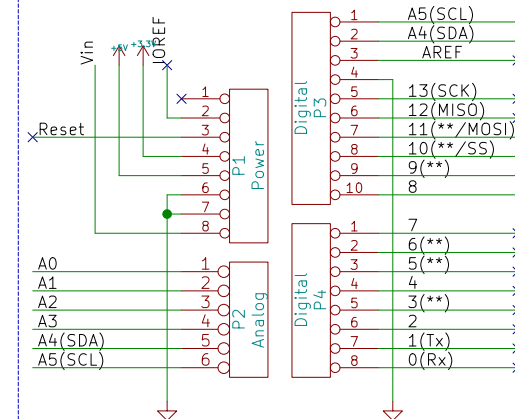 Vin
+5V
+3.3V
IOREF
1
2
Reset
3
4
5
6
7
8
P1
Power
A0
1
A1
2
A2
3
A3
4
A4(SDA)
5
A5(SCL)
6
P2
Analog
Digital
P3
1 A5(SCL)
2 A4(SDA)
3 AREF
4
5 13(SCK)
6 12(MISO)
7 11(**/MOSI)
8 10(**/SS)
9 9(**)
10 8
Digital
P4
1 7
2 6(**)
3 5(**)
4 4
5 3(**)
6 2
7 1(Tx)
8 0(Rx)